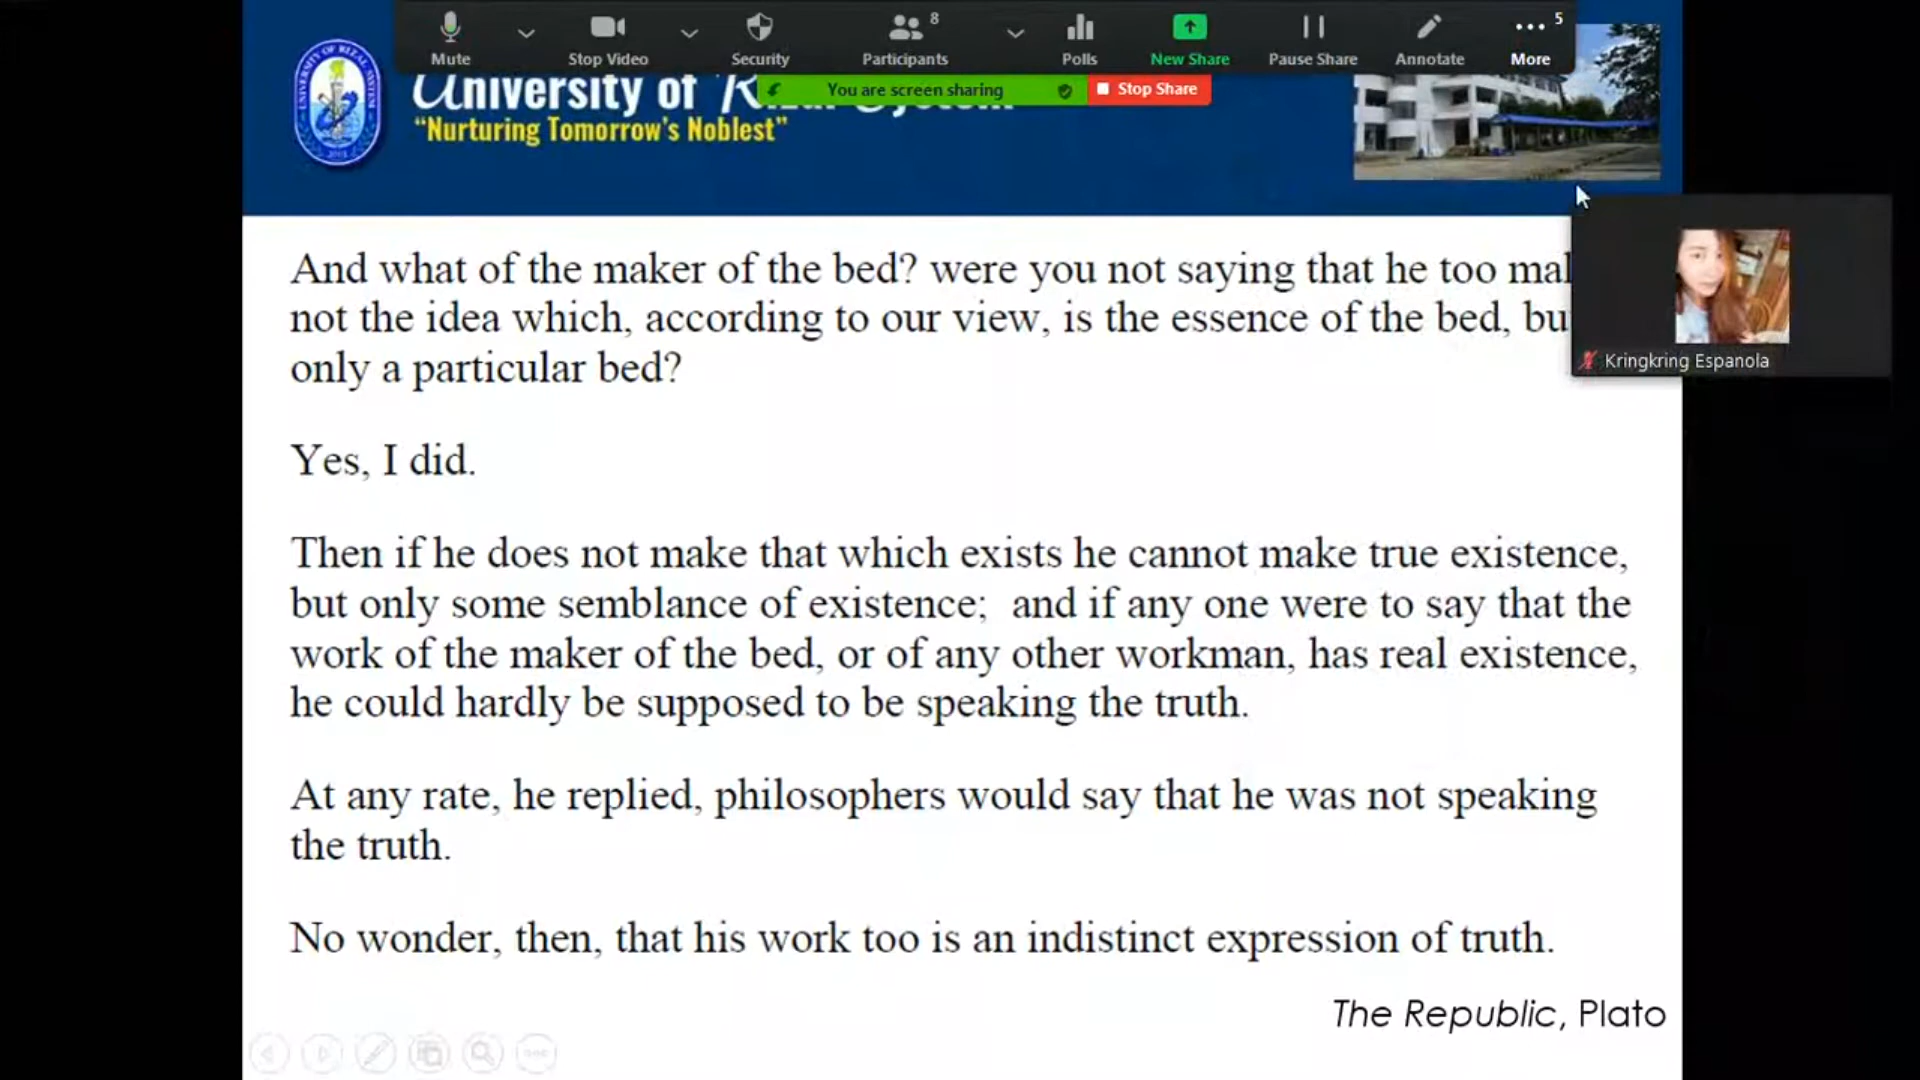 8
5
Mute
Stop Video
Security
Participants
Polls
New Share
Pause Share
Annotate
More
You are screen sharing
Stop Share
UNIVERSITY OF RIZAL SYSTEM
2001
University of
"Nurturing Tomorrow's Noblest"
And what of the maker of the bed? were you not saying that he too
not the idea which, according to our view, is the essence of the bed,
only a particular bed?
Kringkring Espanola
Yes, I did.
Then if he does not make that which exists he cannot make true existence,
but only some semblance of existence; and if any one were to say that the
work of the maker of the bed, or of any other workman, has real existence,
he could hardly be supposed to be speaking the truth.
At any rate, he replied, philosophers would say that he was not speaking
the truth.
No wonder, then, that his work too is an indistinct expression of truth.
The Republic, Plato